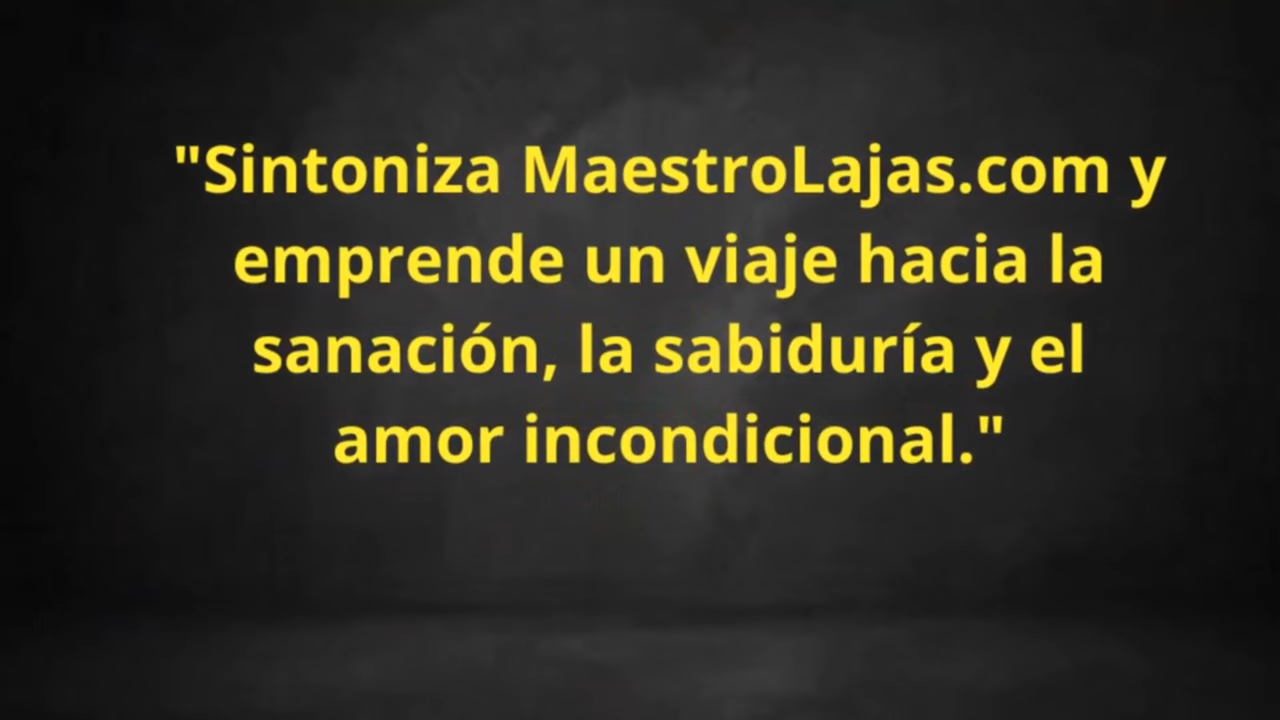 "Sintoniza MaestroLajas.com y
emprende un viaje hacia la
sanación, la sabiduría y el
amor incondicional."